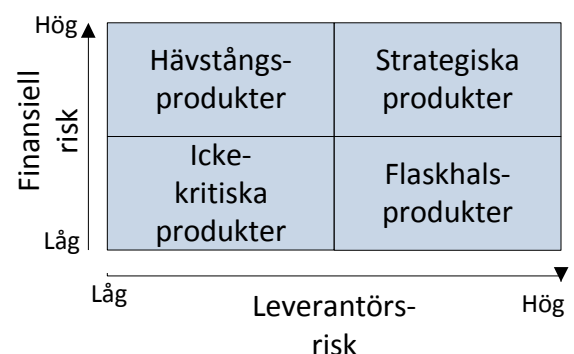 Hög
Finansiell
risk
Hävstångs-
produkter
Strategiska
produkter
Icke-
kritiska
produkter
Flaskhals-
produkter
Låg
Låg
Leverantörs-
risk
Hög